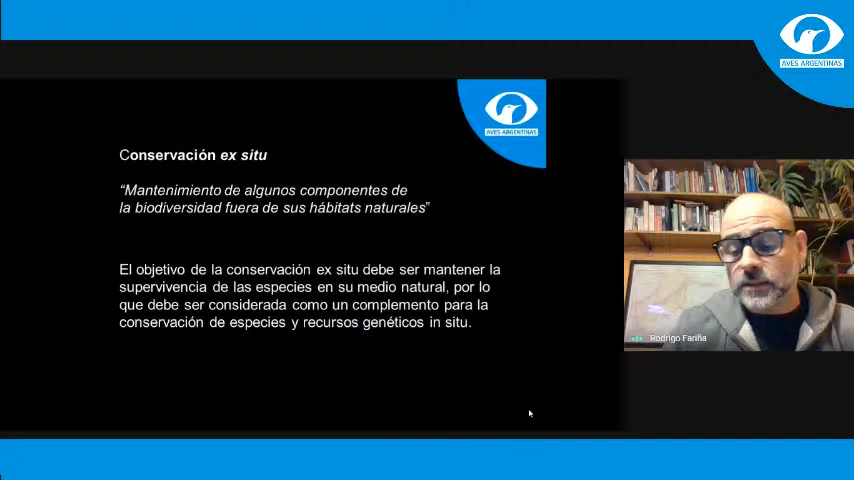 AVES ARGENTINAS
AVES ARGENTINAS
Conservación ex situ
“Mantenimiento de algunos componentes de
la biodiversidad fuera de sus hábitats naturales”
El objetivo de la conservación ex situ debe ser mantener la
supervivencia de las especies en su medio natural, por lo
que debe ser considerada como un complemento para la
conservación de especies y recursos genéticos in situ.
Rodrigo Fariña